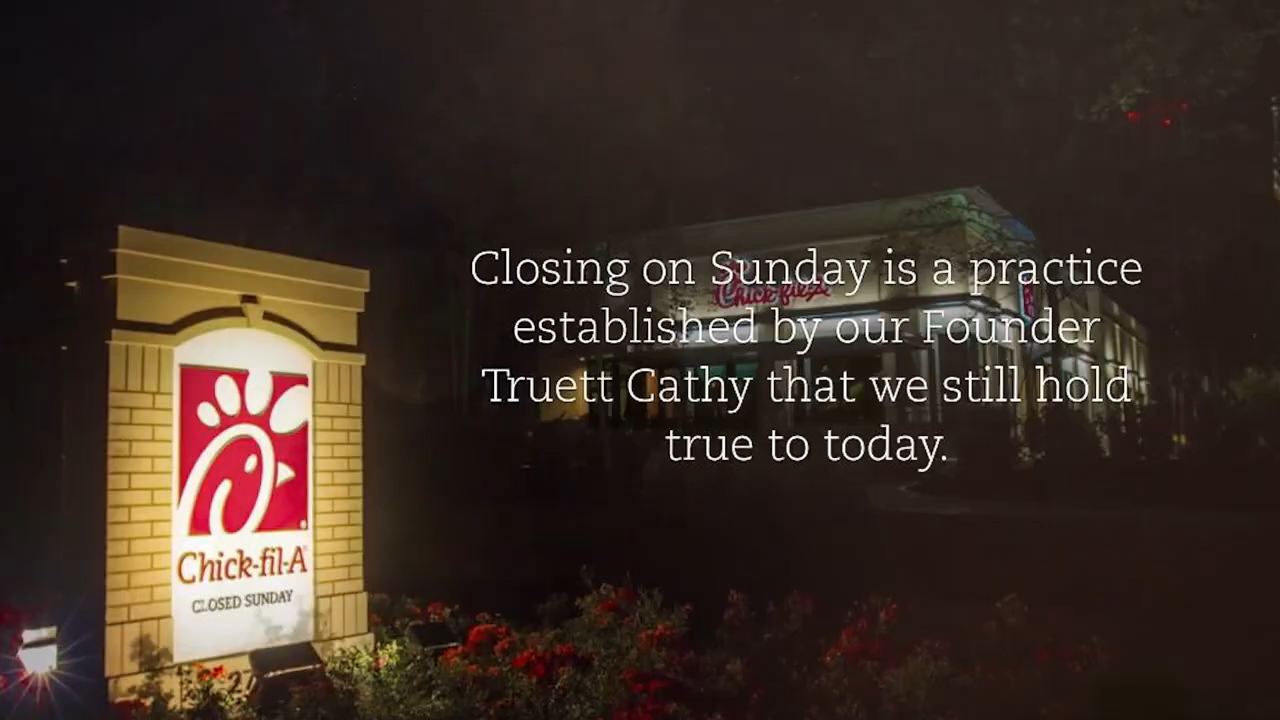 Closing on Sunday is a practice
established by our Founder
Truett Cathy that we still hold
true to today.
Chick-fil-A
Chick-fil-A
CLOSED SUNDAY